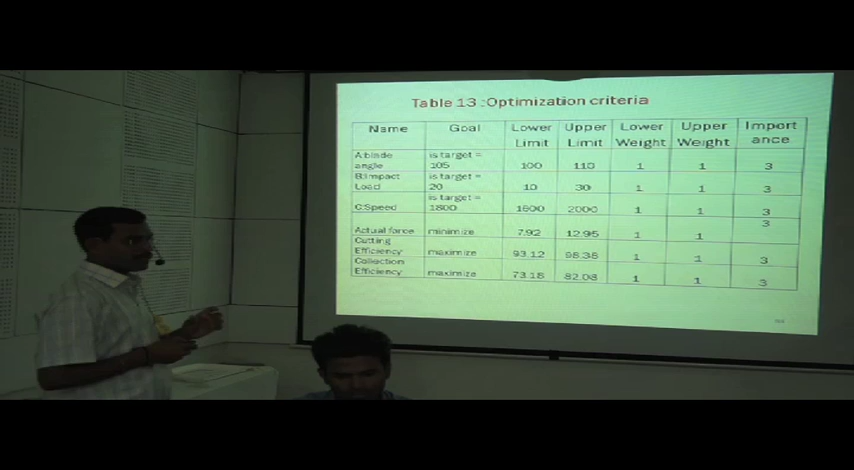 Table 13 :Optimization criteria
Name Goal Lower Limit Upper Limit Lower Weight Upper Weight Import ance
A:blade angle is target = 105 100 110 1 1 3
B:Impact Load is target = 20 10 30 1 1 3
C:Speed is target = 1800 1600 2000 1 1 3
Actual force minimize 7.92 12.95 1 1 3
Cutting Efficiency maximize 93.12 98.38 1 1 3
Collection Efficiency maximize 73.18 82.08 1 1 3